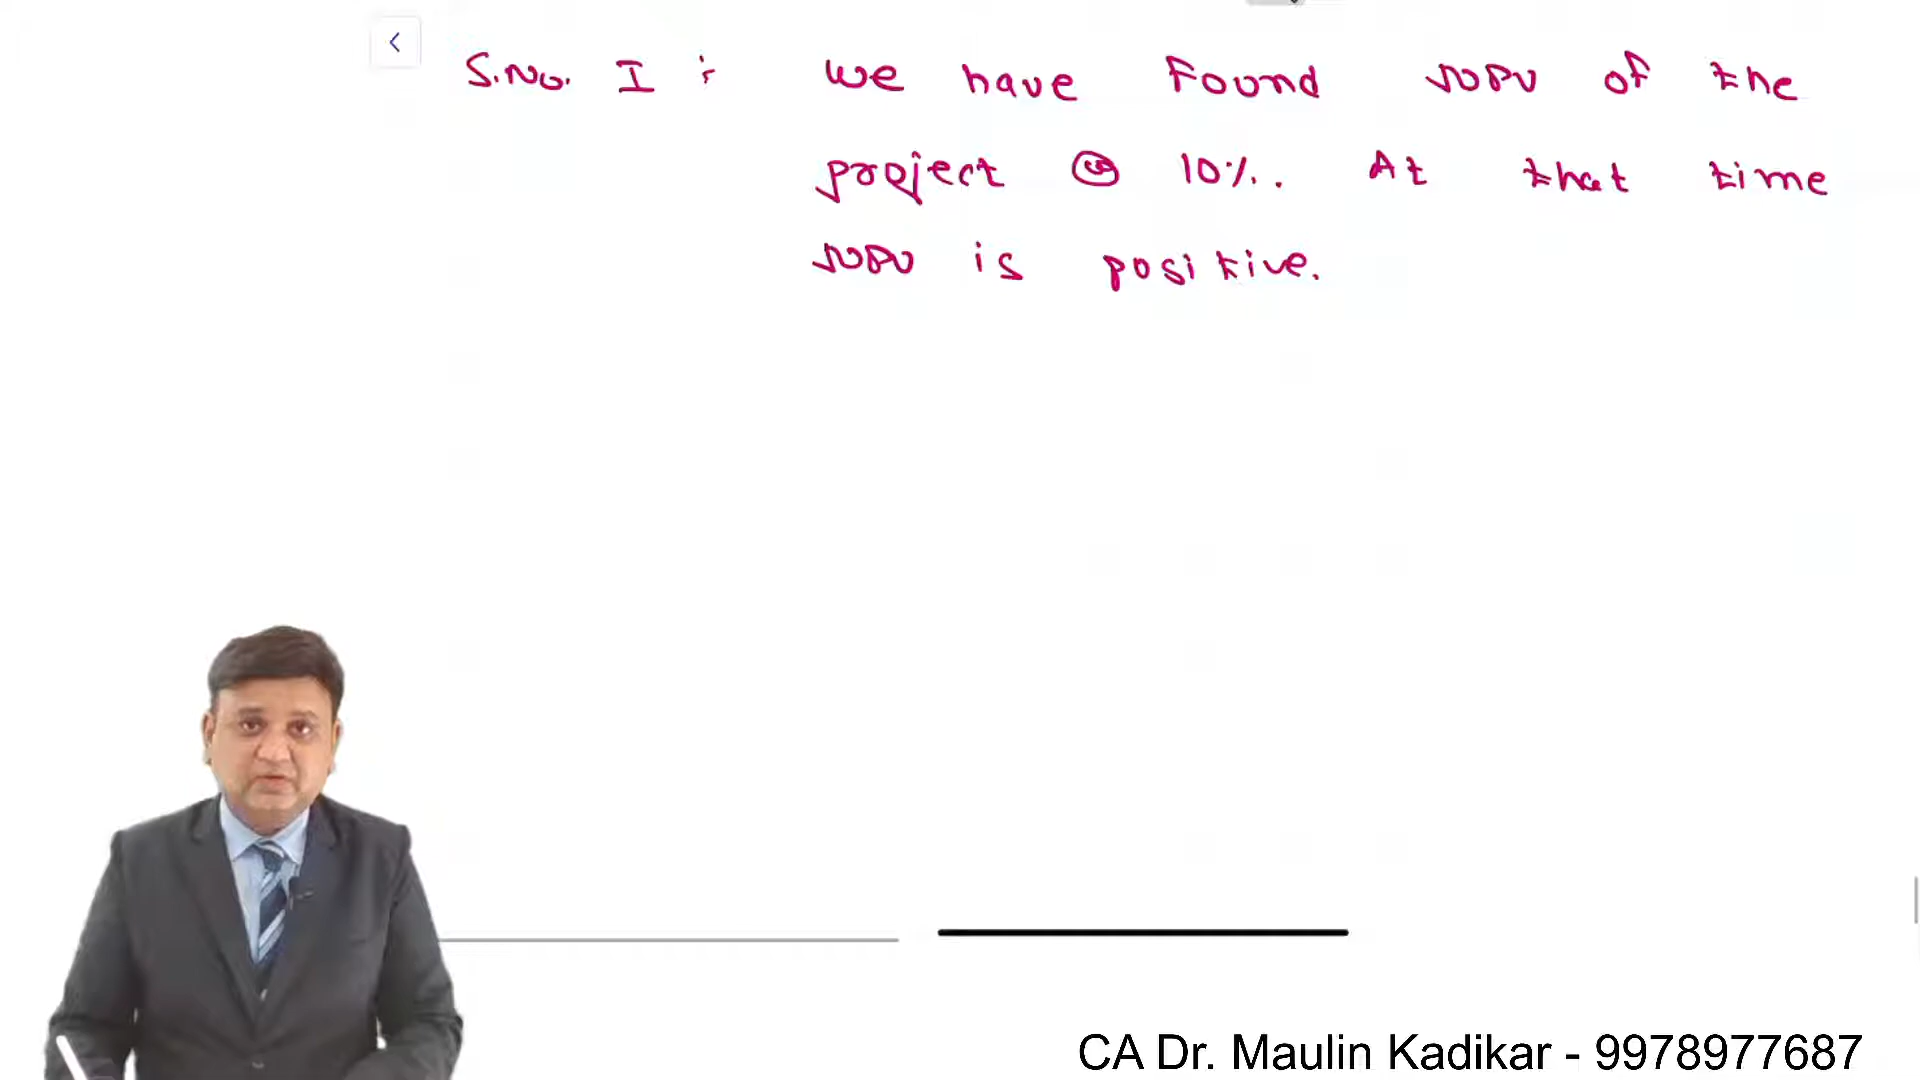 S.No. I : We have Found NPV of the
project @ 10%. At that time
NPV is positive.
CA Dr. Maulin Kadikar - 9978977687